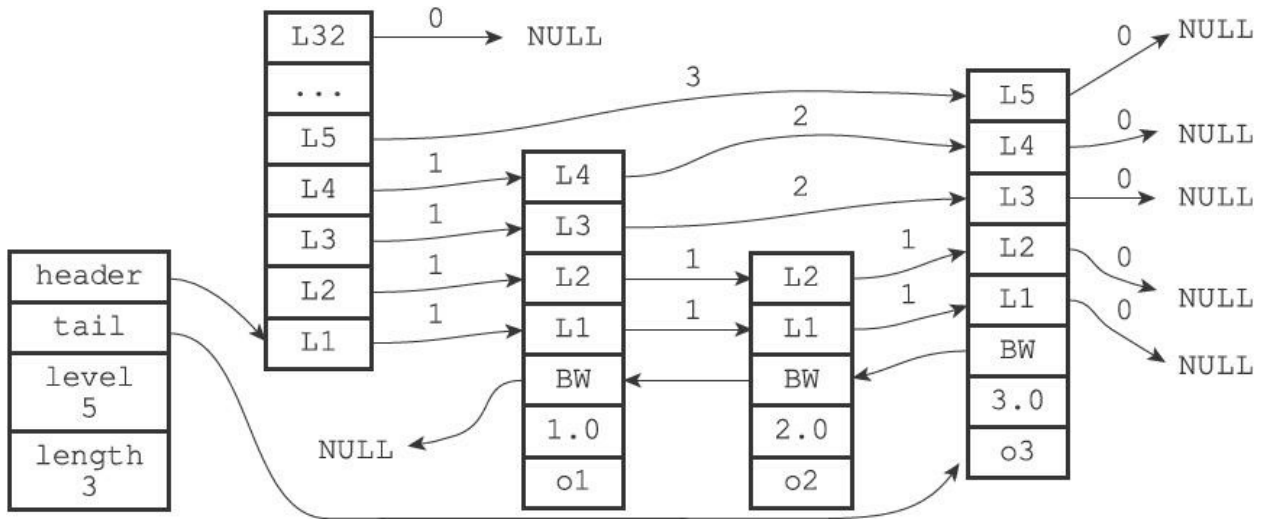 header
tail
level
5
length
3
L32
...
L5
L4
L3
L2
L1
0
NULL
3
1
1
1
1
NULL
L4
L3
L2
L1
BW
1.0
o1
2
2
1
1
L2
L1
BW
2.0
o2
1
1
L5
L4
L3
L2
L1
BW
3.0
o3
0
NULL
0
NULL
0
NULL
0
NULL
0
NULL